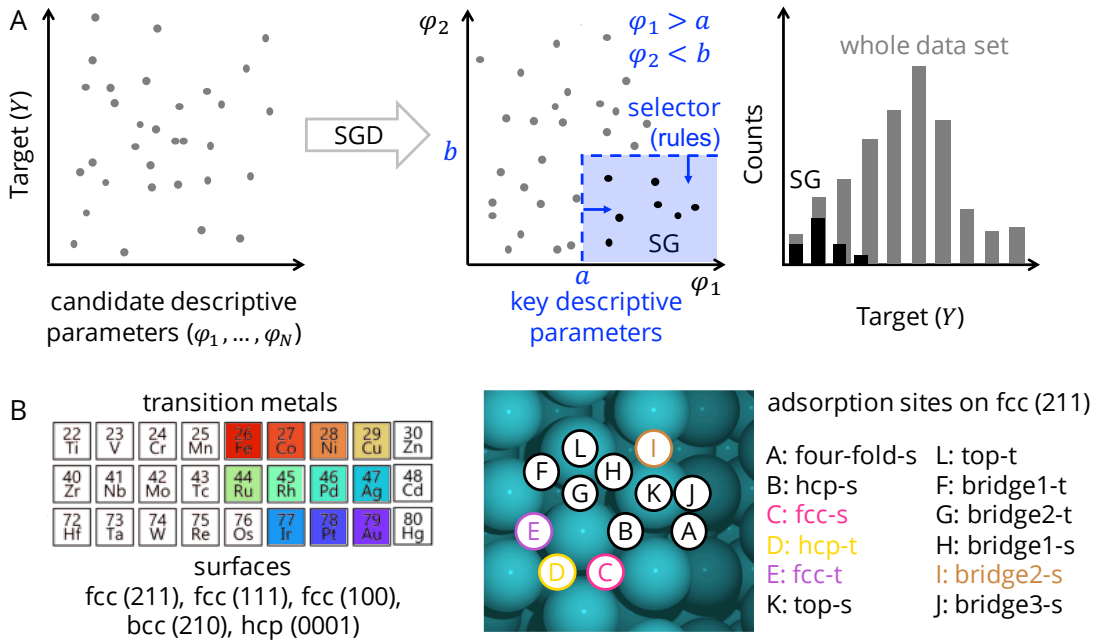 A
Target (Y)
candidate descriptive
parameters (φ₁, ..., φN)
SGD
φ₂
φ₁ > a
φ₂ < b
selector
(rules)
b
SG
a
φ₁
key descriptive
parameters
whole data set
Counts
SG
Target (Y)
B
transition metals
22 23 24 25 26 27 28 29 30
Ti V Cr Mn Fe Co Ni Cu Zn
40 41 42 43 44 45 46 47 48
Zr Nb Mo Tc Ru Rh Pd Ag Cd
72 73 74 75 76 77 78 79 80
Hf Ta W Re Os Ir Pt Au Hg
surfaces
fcc (211), fcc (111), fcc (100),
bcc (210), hcp (0001)
L
I
F
H
G
K
J
E
B
A
D
C
adsorption sites on fcc (211)
A: four-fold-s L: top-t
B: hcp-s F: bridge1-t
C: fcc-s G: bridge2-t
D: hcp-t H: bridge1-s
E: fcc-t I: bridge2-s
K: top-s J: bridge3-s